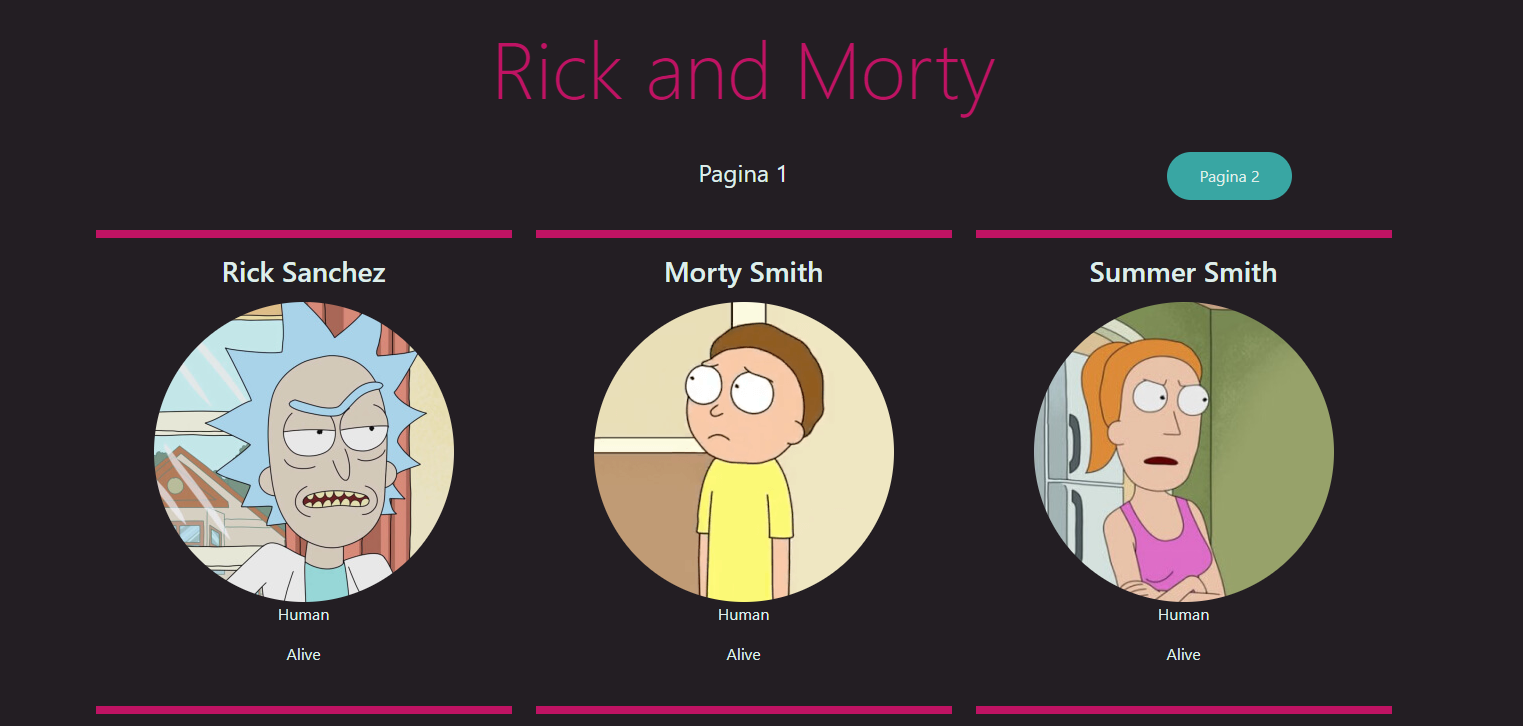 Rick and Morty
Pagina 1
Pagina 2
Rick Sanchez
Morty Smith
Summer Smith
Human
Human
Human
Alive
Alive
Alive